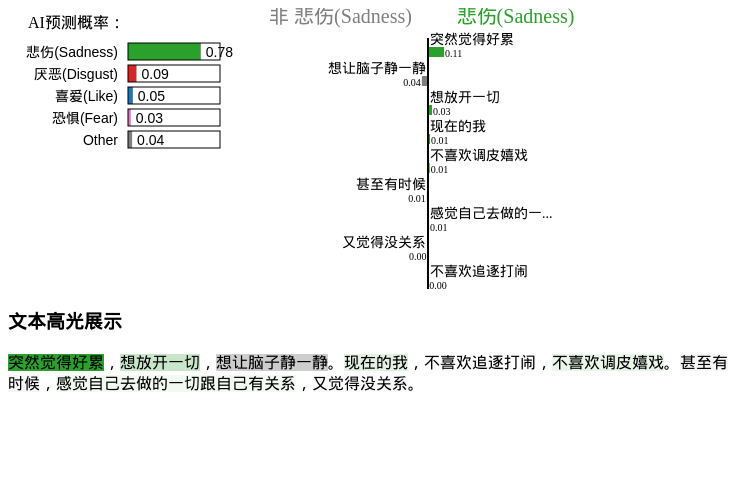 AI预测概率：
悲伤(Sadness) 0.78
厌恶(Disgust) 0.09
喜爱(Like) 0.05
恐惧(Fear) 0.03
Other 0.04
非 悲伤(Sadness) 悲伤(Sadness)
突然觉得好累
0.11
想让脑子静一静
0.04
想放开一切
0.03
现在的我
0.01
不喜欢调皮嬉戏
0.01
甚至有时候
0.01
感觉自己去做的一...
0.01
又觉得没关系
0.00
不喜欢追逐打闹
0.00
文本高光展示
突然觉得好累，想放开一切，想让脑子静一静。现在的我，不喜欢追逐打闹，不喜欢调皮嬉戏。甚至有
时候，感觉自己去做的一切跟自己有关系，又觉得没关系。